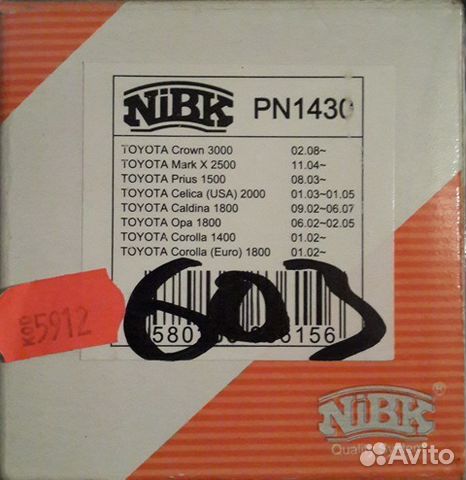 NiBK PN1430
TOYOTA Crown 3000 02.08~
TOYOTA Mark X 2500 11.04~
TOYOTA Prius 1500 08.03~
TOYOTA Celica (USA) 2000 01.03~01.05
TOYOTA Caldina 1800 09.02~06.07
TOYOTA Opa 1800 06.02~02.05
TOYOTA Corolla 1400 01.02~
TOYOTA Corolla (Euro) 1800 01.02~
603
КОД 5912
NiBK®
Avito